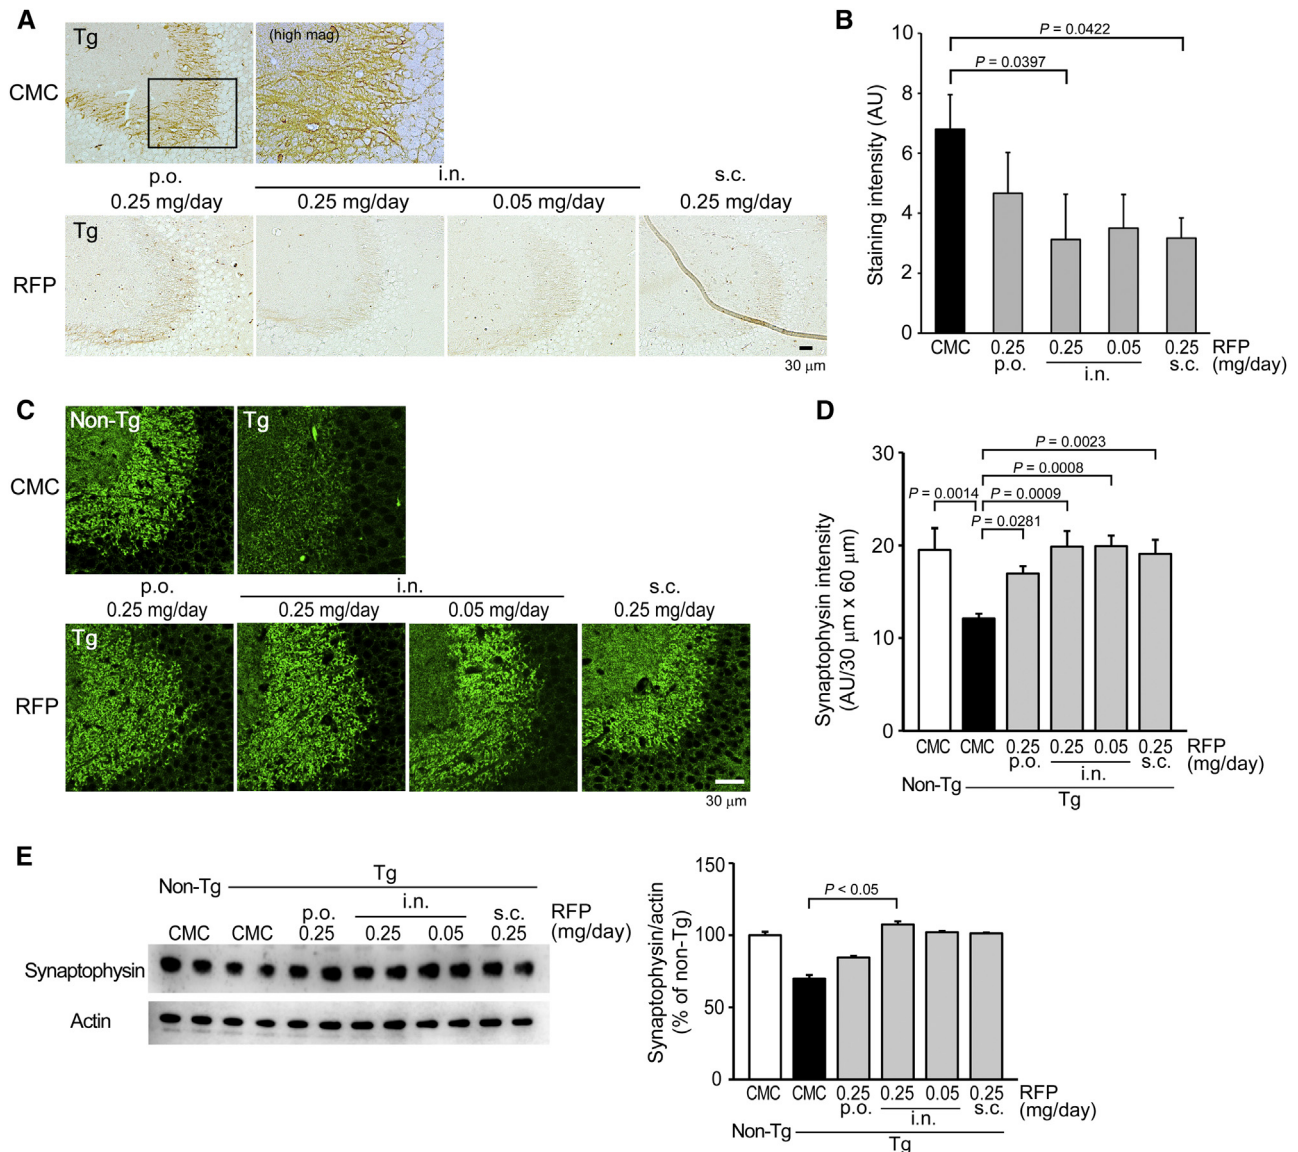 A
Tg
(high mag)
CMC
p.o.
i.n.
s.c.
0.25 mg/day
0.25 mg/day
0.05 mg/day
0.25 mg/day
Tg
RFP
30 μm
B
Staining intensity (AU)
10
8
6
4
2
0
P = 0.0422
P = 0.0397
CMC
0.25
0.25
0.05
0.25
RFP
p.o.
i.n.
s.c.
(mg/day)
C
Non-Tg
Tg
CMC
p.o.
i.n.
s.c.
0.25 mg/day
0.25 mg/day
0.05 mg/day
0.25 mg/day
Tg
RFP
30 μm
D
Synaptophysin intensity
(AU/30 μm x 60 μm)
30
20
10
0
P = 0.0023
P = 0.0008
P = 0.0014
P = 0.0009
P = 0.0281
CMC
CMC
0.25
0.25
0.05
0.25
RFP
p.o.
i.n.
s.c.
(mg/day)
Non-Tg
Tg
E
Tg
Non-Tg
p.o.
i.n.
s.c.
RFP
CMC
CMC
0.25
0.25
0.05
0.25
(mg/day)
Synaptophysin
Actin
Synaptophysin/actin
(% of non-Tg)
150
100
50
0
P < 0.05
CMC
CMC
0.25
0.25
0.05
0.25
RFP
p.o.
i.n.
s.c.
(mg/day)
Non-Tg
Tg